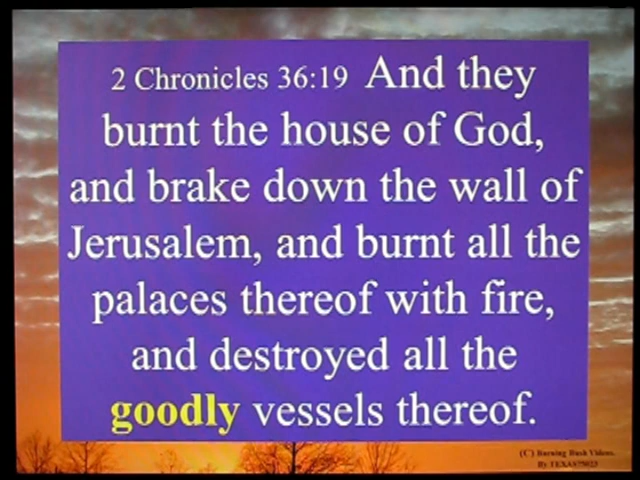 2 Chronicles 36:19 And they
burnt the house of God,
and brake down the wall of
Jerusalem, and burnt all the
palaces thereof with fire,
and destroyed all the
goodly vessels thereof.
(C) Burning Bush Videos.